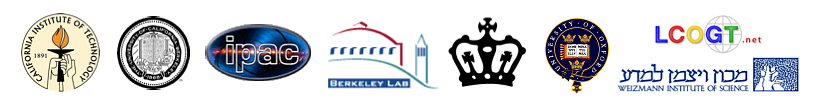 CALIFORNIA INSTITUTE OF TECHNOLOGY
1891
ipac
BERKELEY LAB
UNIVERSITY OF OXFORD
LCOGT.net
מכון ויצמן למדע
WEIZMANN INSTITUTE OF SCIENCE